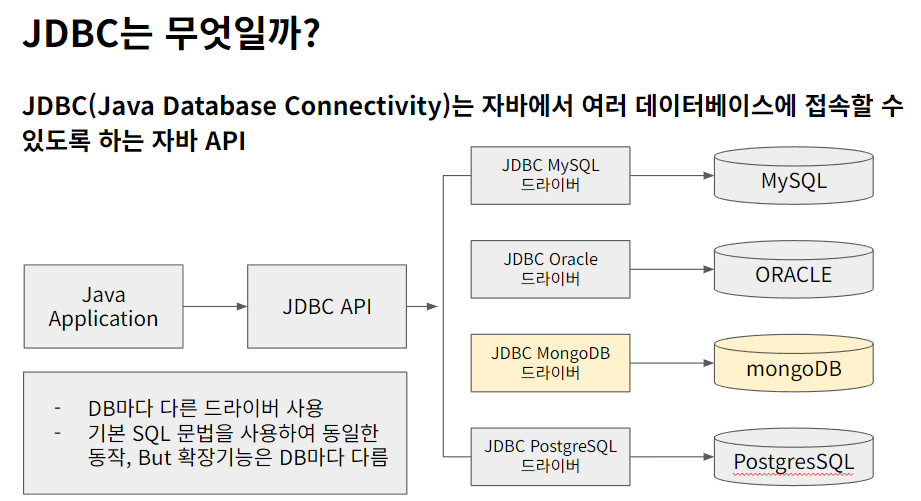 JDBC는 무엇일까?
JDBC(Java Database Connectivity)는 자바에서 여러 데이터베이스에 접속할 수
있도록 하는 자바 API
JDBC MySQL
드라이버
MySQL
JDBC Oracle
드라이버
ORACLE
Java
Application
JDBC API
JDBC MongoDB
드라이버
mongoDB
- DB마다 다른 드라이버 사용
- 기본 SQL 문법을 사용하여 동일한
동작, But 확장기능은 DB마다 다름
JDBC PostgreSQL
드라이버
PostgresSQL